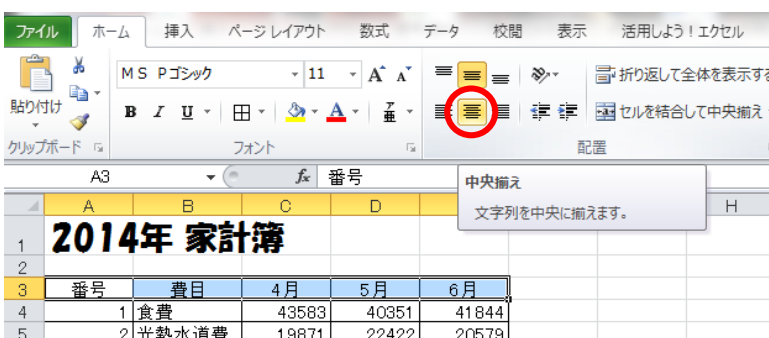 ファイル ホーム 挿入 ページ レイアウト 数式 データ 校閲 表示 活用しよう！エクセル
貼り付け
MS Pゴシック 11 A A
折り返して全体を表示する
B I U A ア亜
セルを結合して中央揃え
クリップボード フォント 配置
A3 fx 番号
中央揃え
文字列を中央に揃えます。
A B C D H
1 2014年 家計簿
2
3 番号 費目 4月 5月 6月
4 1 食費 43583 40351 41844
5 2 光熱水道費 19871 22422 20579